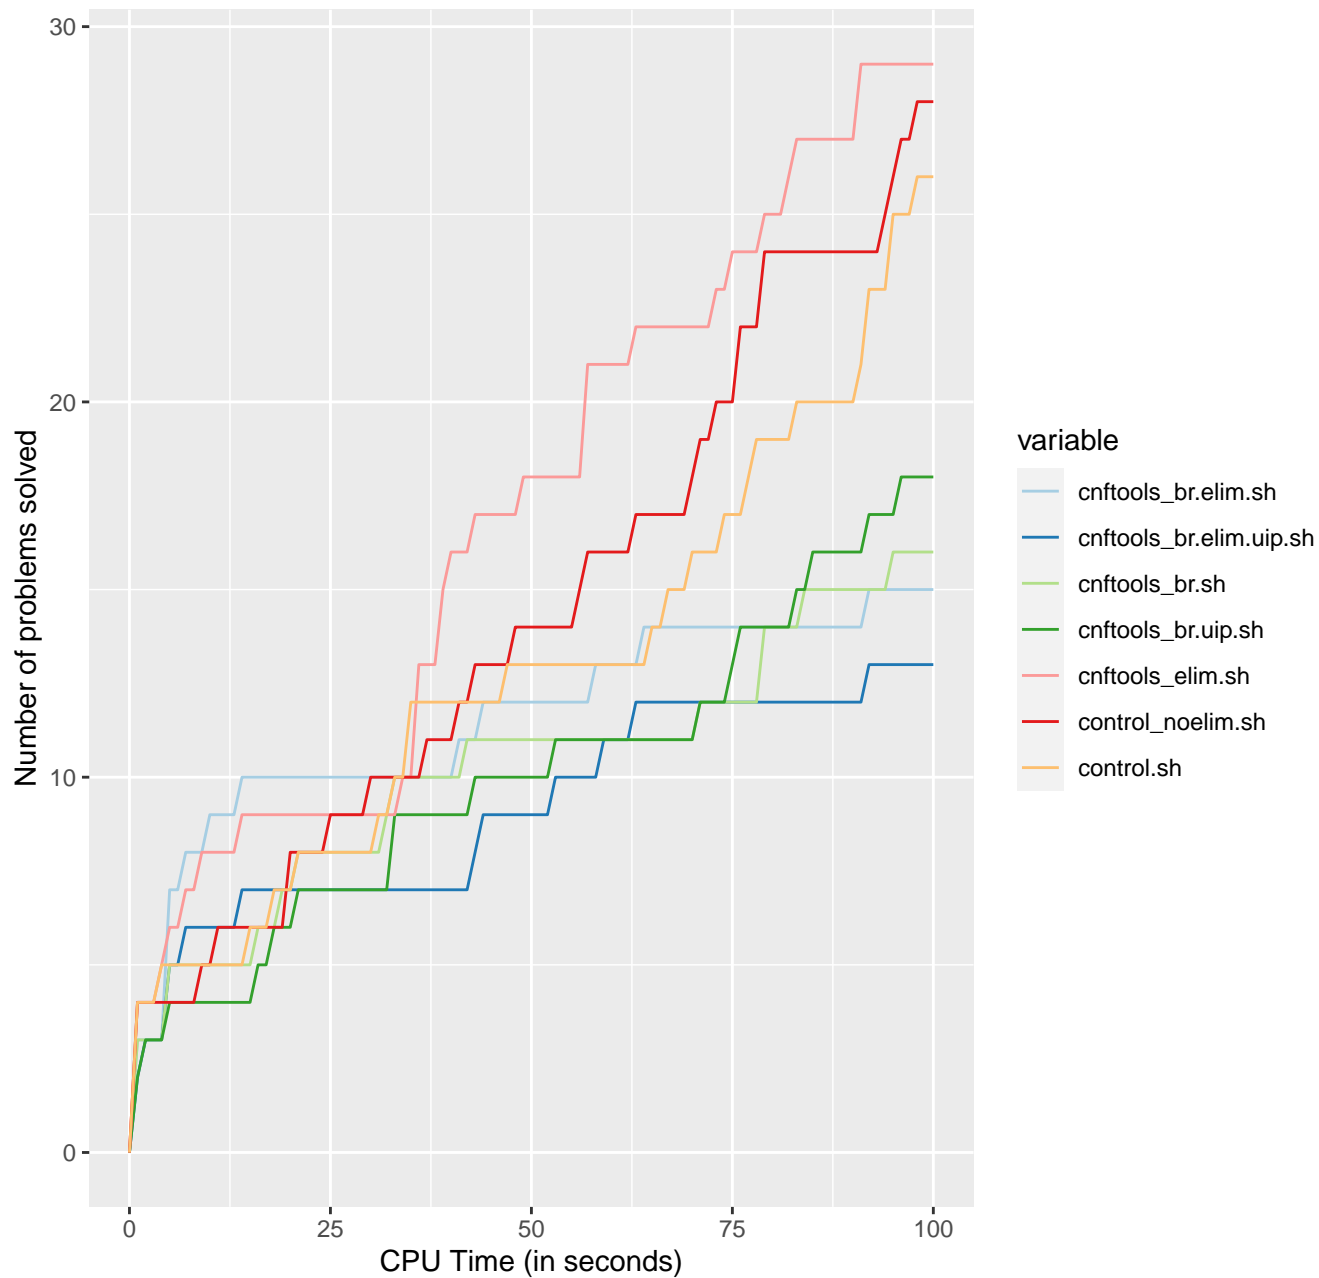 30
20
10
0
Number of problems solved
0 25 50 75 100
CPU Time (in seconds)
variable
cnftools_br.elim.sh
cnftools_br.elim.uip.sh
cnftools_br.sh
cnftools_br.uip.sh
cnftools_elim.sh
control_noelim.sh
control.sh